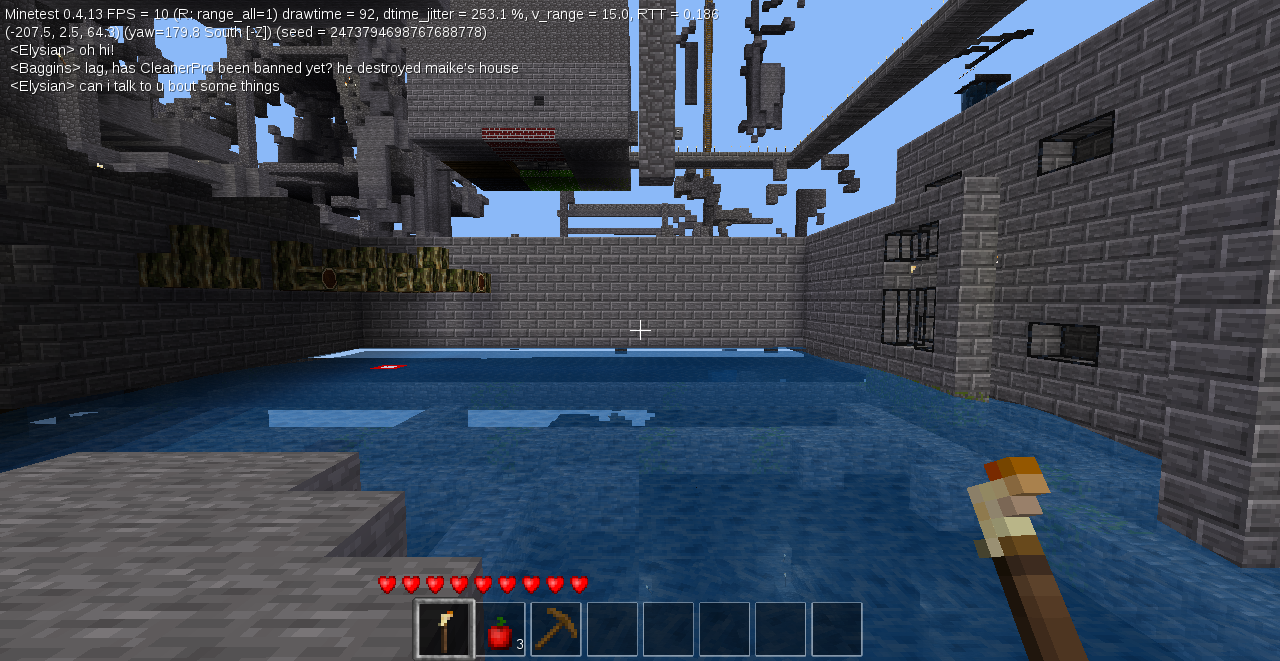 Minetest 0.4.13 FPS = 10 (R: range_all=1) drawtime = 92, dtime_jitter = 253.1 %, v_range = 15.0, RTT = 0.186
(-207.5, 2.5, 64.3) (yaw=179.8 South [-Z]) (seed = 2473794698767688778)
<Elysian> oh hi!
<Baggins> lag, has CleanerPro been banned yet? he destroyed maike's house
<Elysian> can i talk to u bout some things
3